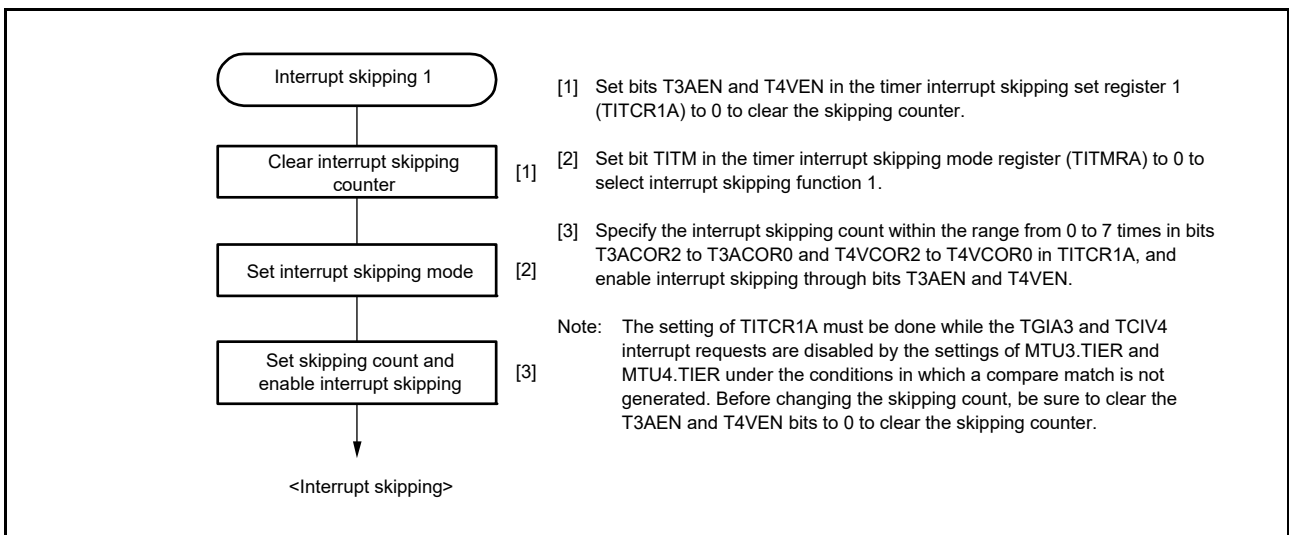 Interrupt skipping 1
Clear interrupt skipping
counter
[1]
Set interrupt skipping mode
[2]
Set skipping count and
enable interrupt skipping
[3]
<Interrupt skipping>
[1] Set bits T3AEN and T4VEN in the timer interrupt skipping set register 1
(TITCR1A) to 0 to clear the skipping counter.
[2] Set bit TITM in the timer interrupt skipping mode register (TITMRA) to 0 to
select interrupt skipping function 1.
[3] Specify the interrupt skipping count within the range from 0 to 7 times in bits
T3ACOR2 to T3ACOR0 and T4VCOR2 to T4VCOR0 in TITCR1A, and
enable interrupt skipping through bits T3AEN and T4VEN.
Note: The setting of TITCR1A must be done while the TGIA3 and TCIV4
interrupt requests are disabled by the settings of MTU3.TIER and
MTU4.TIER under the conditions in which a compare match is not
generated. Before changing the skipping count, be sure to clear the
T3AEN and T4VEN bits to 0 to clear the skipping counter.